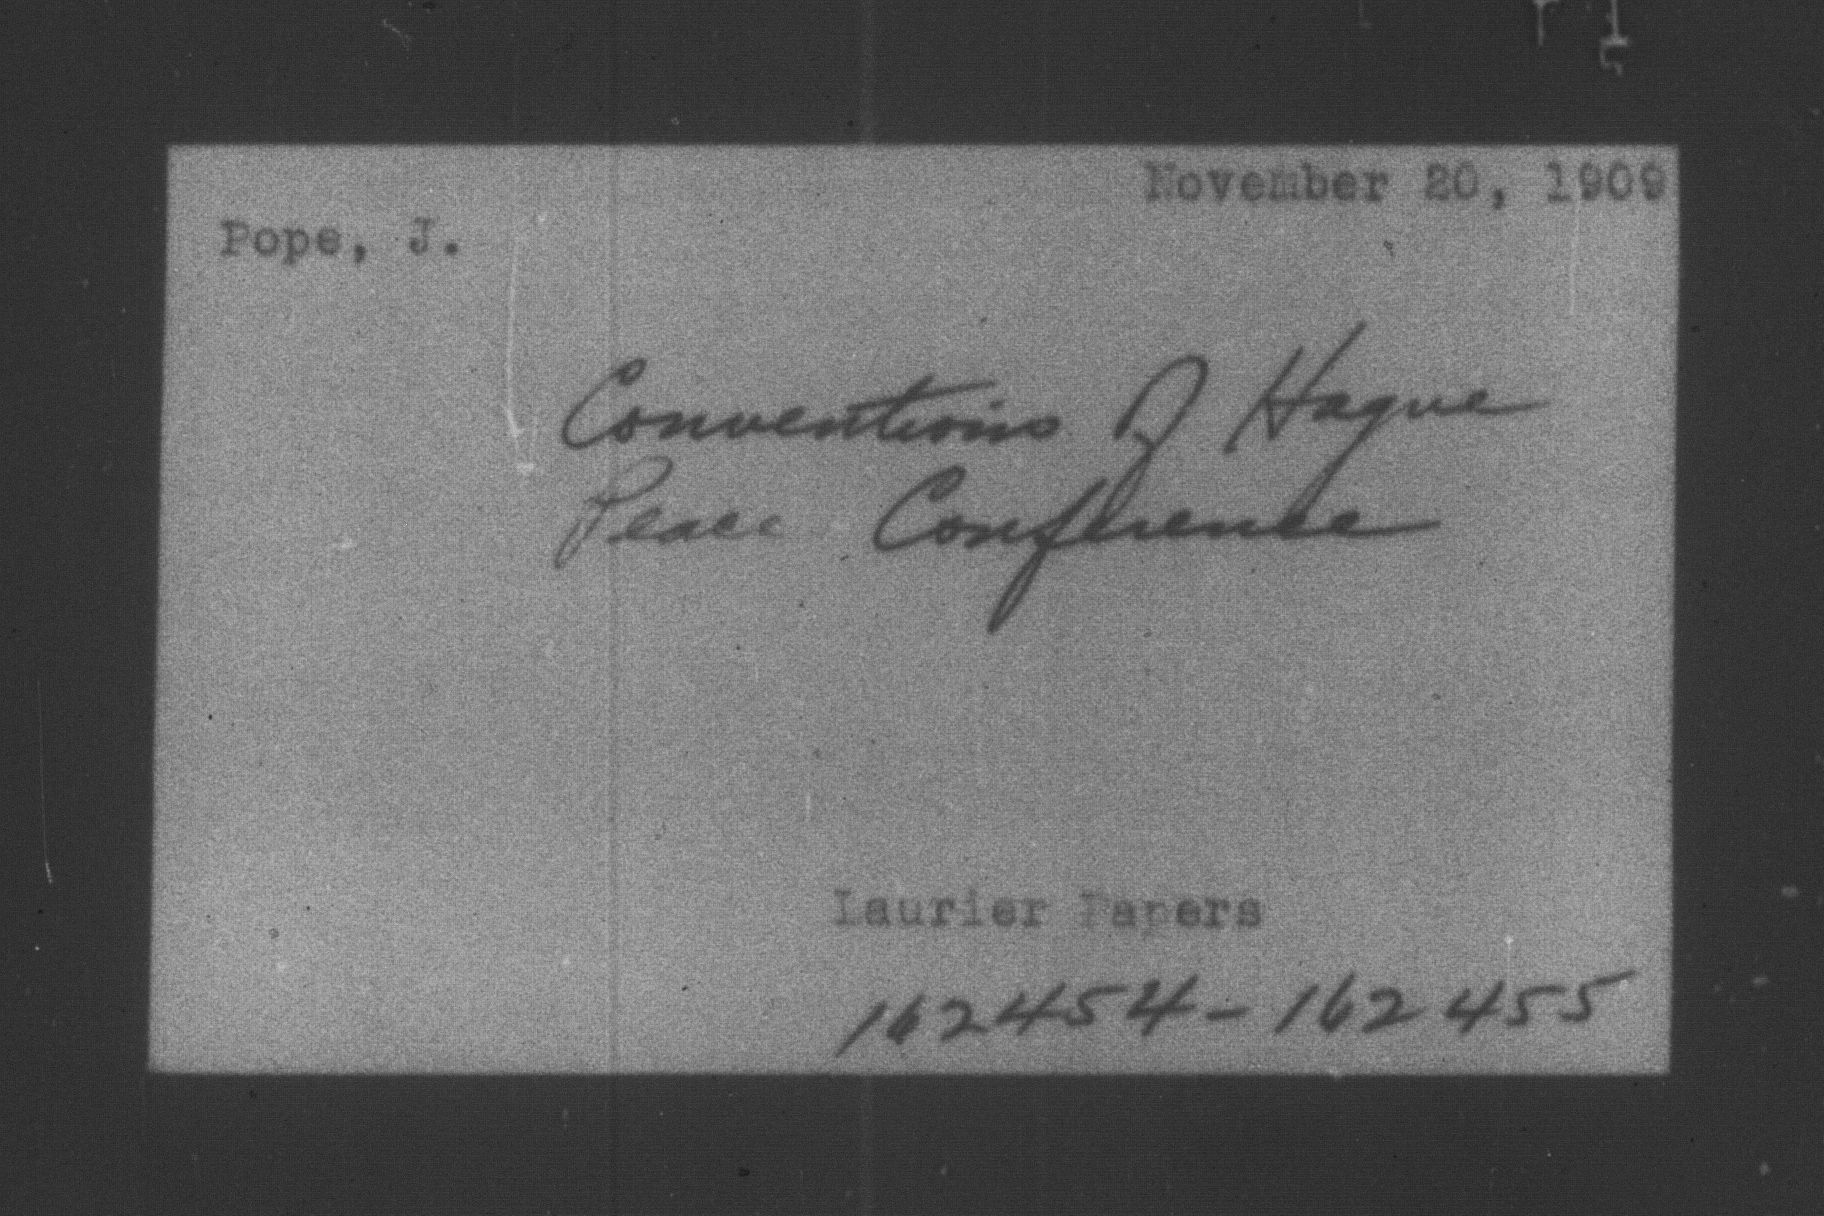 November 20, 1909
Pope, J.
Conventions of Hague
Peace Conference
Laurier Papers
162454-162455